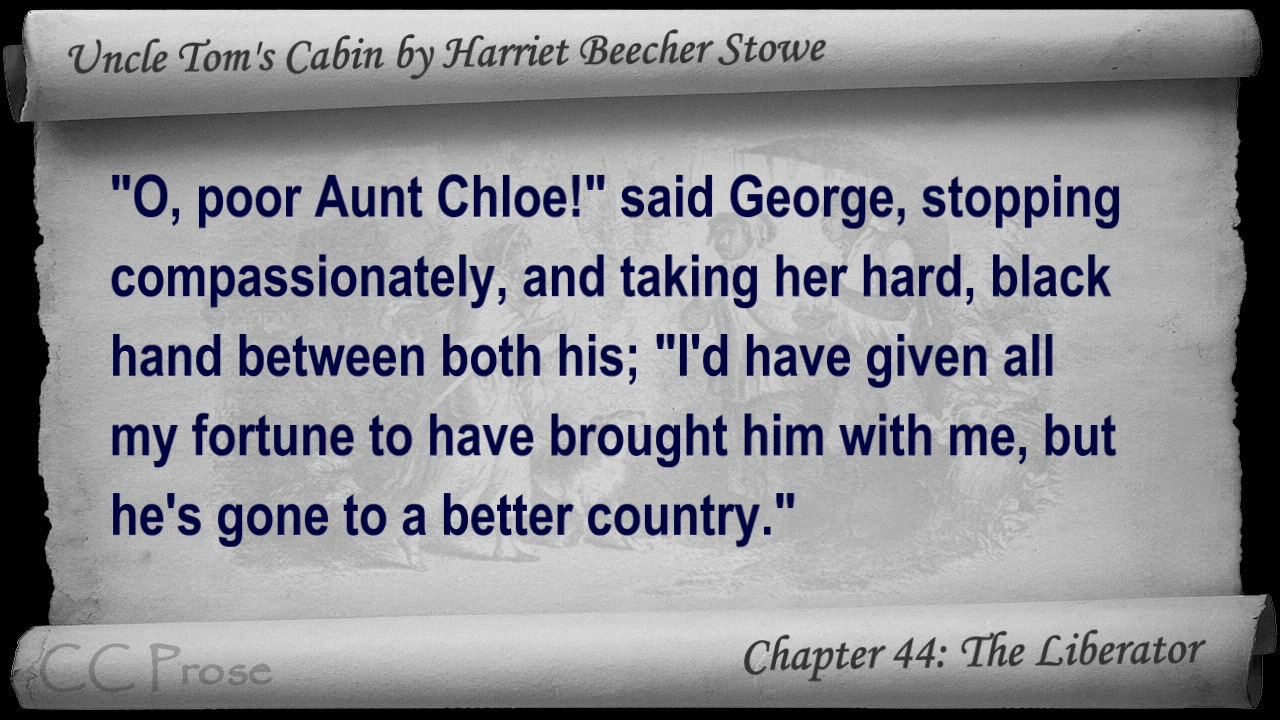 Uncle Tom's Cabin by Harriet Beecher Stowe
"O, poor Aunt Chloe!" said George, stopping
compassionately, and taking her hard, black
hand between both his; "I'd have given all
my fortune to have brought him with me, but
he's gone to a better country."
CC Prose
Chapter 44: The Liberator